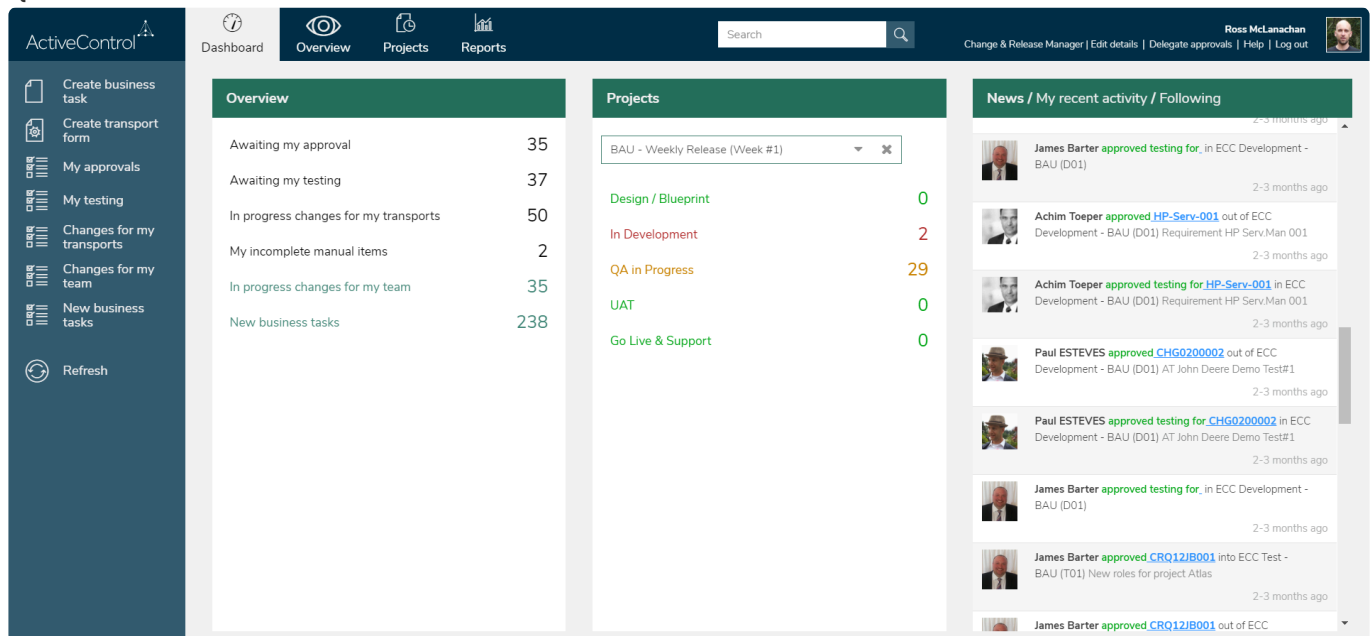 ActiveControl
Dashboard
Overview
Projects
Reports
Search
Ross McLanachan
Change & Release Manager | Edit details | Delegate approvals | Help | Log out
Create business
task
Create transport
form
My approvals
My testing
Changes for my
transports
Changes for my
team
New business
tasks
Refresh
Overview
Awaiting my approval 35
Awaiting my testing 37
In progress changes for my transports 50
My incomplete manual items 2
In progress changes for my team 35
New business tasks 238
Projects
BAU - Weekly Release (Week #1)
Design / Blueprint 0
In Development 2
QA in Progress 29
UAT 0
Go Live & Support 0
News / My recent activity / Following
2-3 months ago
James Barter approved testing for in ECC Development -
BAU (D01)
2-3 months ago
Achim Toeper approved HP-Serv-001 out of ECC
Development - BAU (D01) Requirement HP Serv.Man 001
2-3 months ago
Achim Toeper approved testing for HP-Serv-001 in ECC
Development - BAU (D01) Requirement HP Serv.Man 001
2-3 months ago
Paul ESTEVES approved CHG0200002 out of ECC
Development - BAU (D01) AT John Deere Demo Test#1
2-3 months ago
Paul ESTEVES approved testing for CHG0200002 in ECC
Development - BAU (D01) AT John Deere Demo Test#1
2-3 months ago
James Barter approved testing for in ECC Development -
BAU (D01)
2-3 months ago
James Barter approved CRQ12JB001 into ECC Test -
BAU (T01) New roles for project Atlas
2-3 months ago
James Barter approved CRQ12JB001 out of ECC